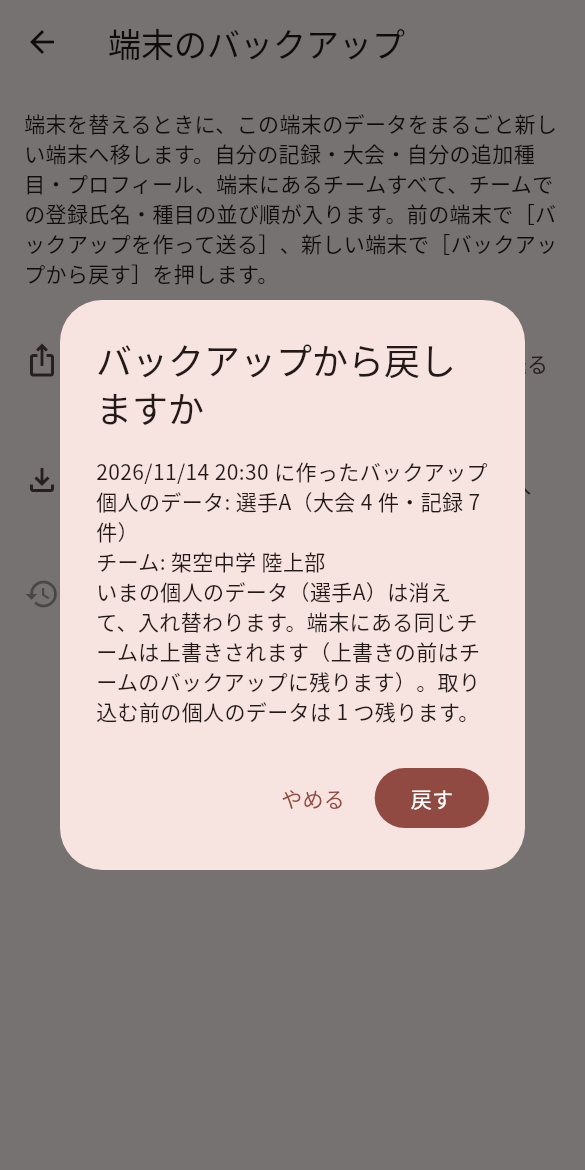 端末のバックアップ
端末を替えるときに、この端末のデータをまるごと新し
い端末へ移します。自分の記録・大会・自分の追加種
目・プロフィール、端末にあるチームすべて、チームで
の登録氏名・種目の並び順が入ります。前の端末で［バ
ックアップを作って送る］、新しい端末で［バックアッ
プから戻す］を押します。
る
バックアップから戻し
ますか
2026/11/14 20:30 に作ったバックアップ
個人のデータ: 選手A（大会 4 件・記録 7
件）
チーム: 架空中学 陸上部
いまの個人のデータ（選手A）は消え
て、入れ替わります。端末にある同じチ
ームは上書きされます（上書きの前はチ
ームのバックアップに残ります）。取り
込む前の個人のデータは 1 つ残ります。
やめる
戻す